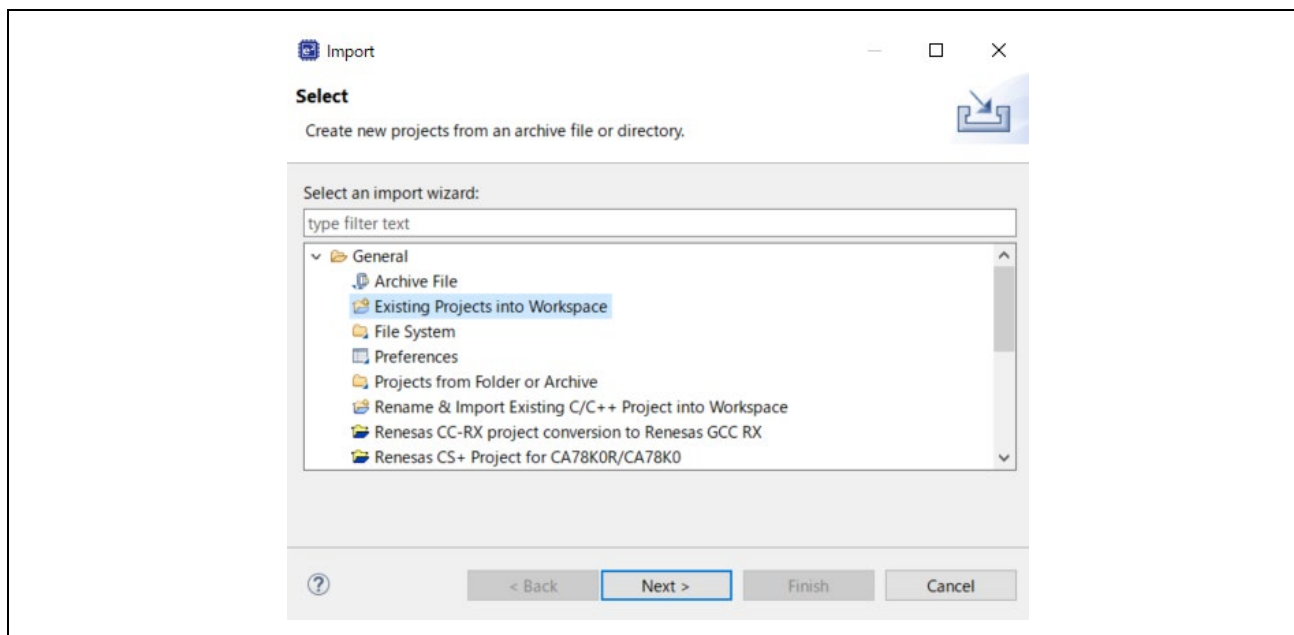 Import
Select
Create new projects from an archive file or directory.
Select an import wizard:
type filter text
General
Archive File
Existing Projects into Workspace
File System
Preferences
Projects from Folder or Archive
Rename & Import Existing C/C++ Project into Workspace
Renesas CC-RX project conversion to Renesas GCC RX
Renesas CS+ Project for CA78K0R/CA78K0
? < Back Next > Finish Cancel